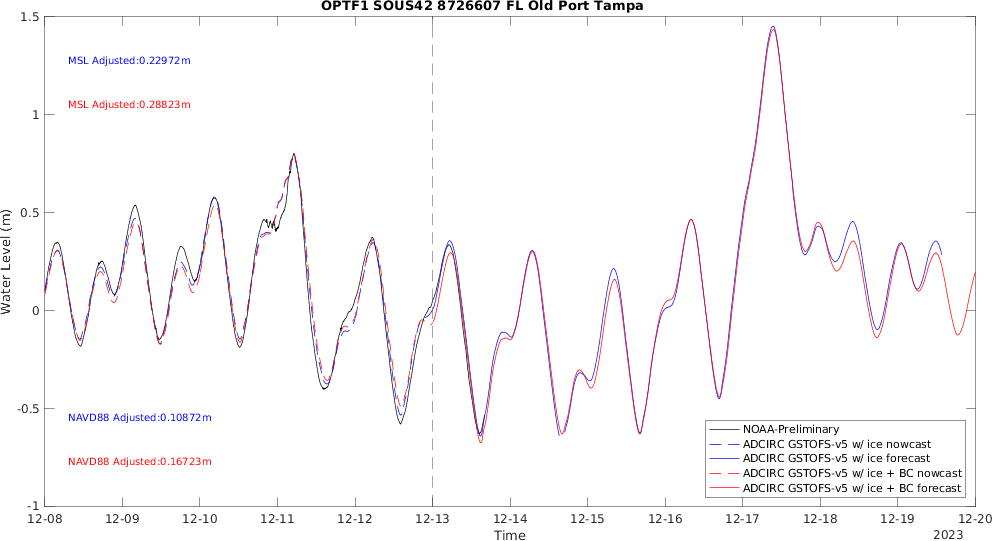 OPTF1 SOUS42 8726607 FL Old Port Tampa
1.5
MSL Adjusted:0.22972m
MSL Adjusted:0.28823m
1
0.5
Water Level (m)
0
-0.5
NAVD88 Adjusted:0.10872m
NAVD88 Adjusted:0.16723m
NOAA-Preliminary
ADCIRC GSTOFS-v5 w/ ice nowcast
ADCIRC GSTOFS-v5 w/ ice forecast
ADCIRC GSTOFS-v5 w/ ice + BC nowcast
ADCIRC GSTOFS-v5 w/ ice + BC forecast
-1
12-08 12-09 12-10 12-11 12-12 12-13 12-14 12-15 12-16 12-17 12-18 12-19 12-20
Time
2023